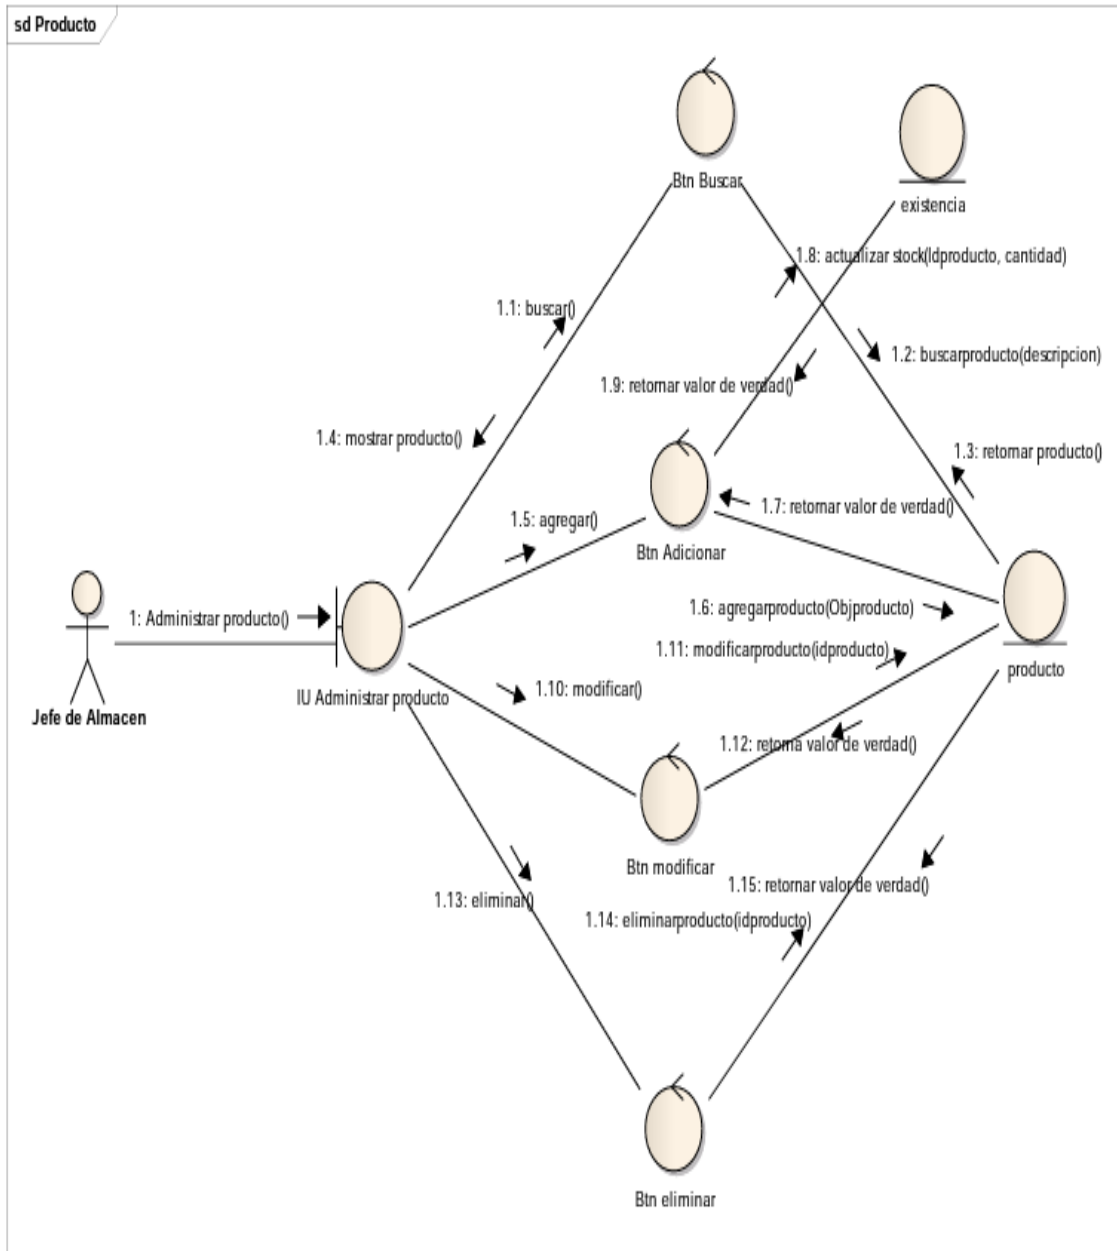 sd Producto
Btn Buscar
existencia
1.8: actualizar stock(Idproducto, cantidad)
1.1: buscar()
1.2: buscarproducto(descripcion)
1.9: retornar valor de verdad()
1.4: mostrar producto()
1.3: retornar producto()
1.7: retornar valor de verdad()
1.5: agregar()
Btn Adicionar
1.6: agregarproducto(Objproducto)
1: Administrar producto()
1.11: modificarproducto(idproducto)
producto
IU Administrar producto
1.10: modificar()
Jefe de Almacen
1.12: retorna valor de verdad()
Btn modificar
1.15: retornar valor de verdad()
1.13: eliminar()
1.14: eliminarproducto(idproducto)
Btn eliminar